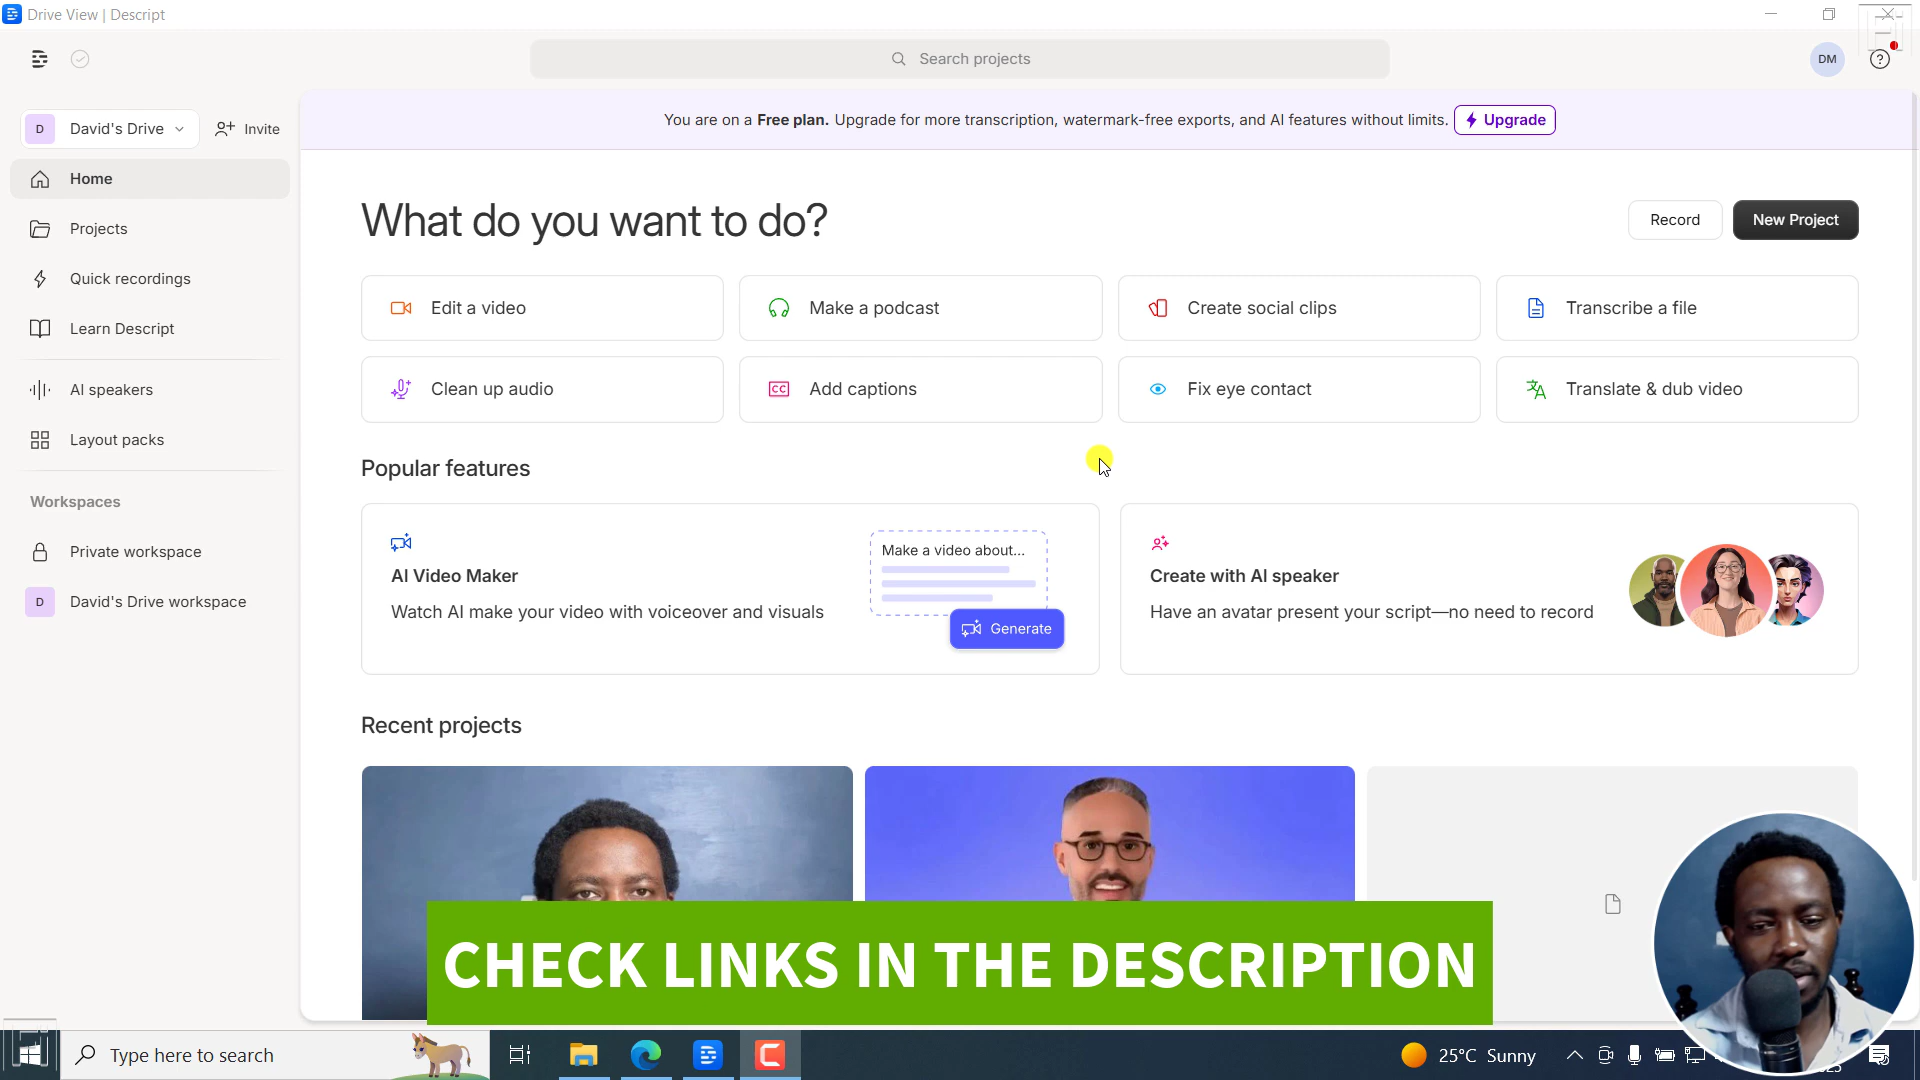 Drive View | Descript
Search projects
DM
D
David's Drive
Invite
You are on a Free plan. Upgrade for more transcription, watermark-free exports, and AI features without limits.
Upgrade
Home
Projects
Quick recordings
Learn Descript
AI speakers
Layout packs
Workspaces
Private workspace
D
David's Drive workspace
What do you want to do?
Record
New Project
Edit a video
Make a podcast
Create social clips
Transcribe a file
Clean up audio
CC
Add captions
Fix eye contact
Translate & dub video
Popular features
AI Video Maker
Watch AI make your video with voiceover and visuals
Make a video about...
Generate
Create with AI speaker
Have an avatar present your script—no need to record
Recent projects
CHECK LINKS IN THE DESCRIPTION
Type here to search
25°C Sunny